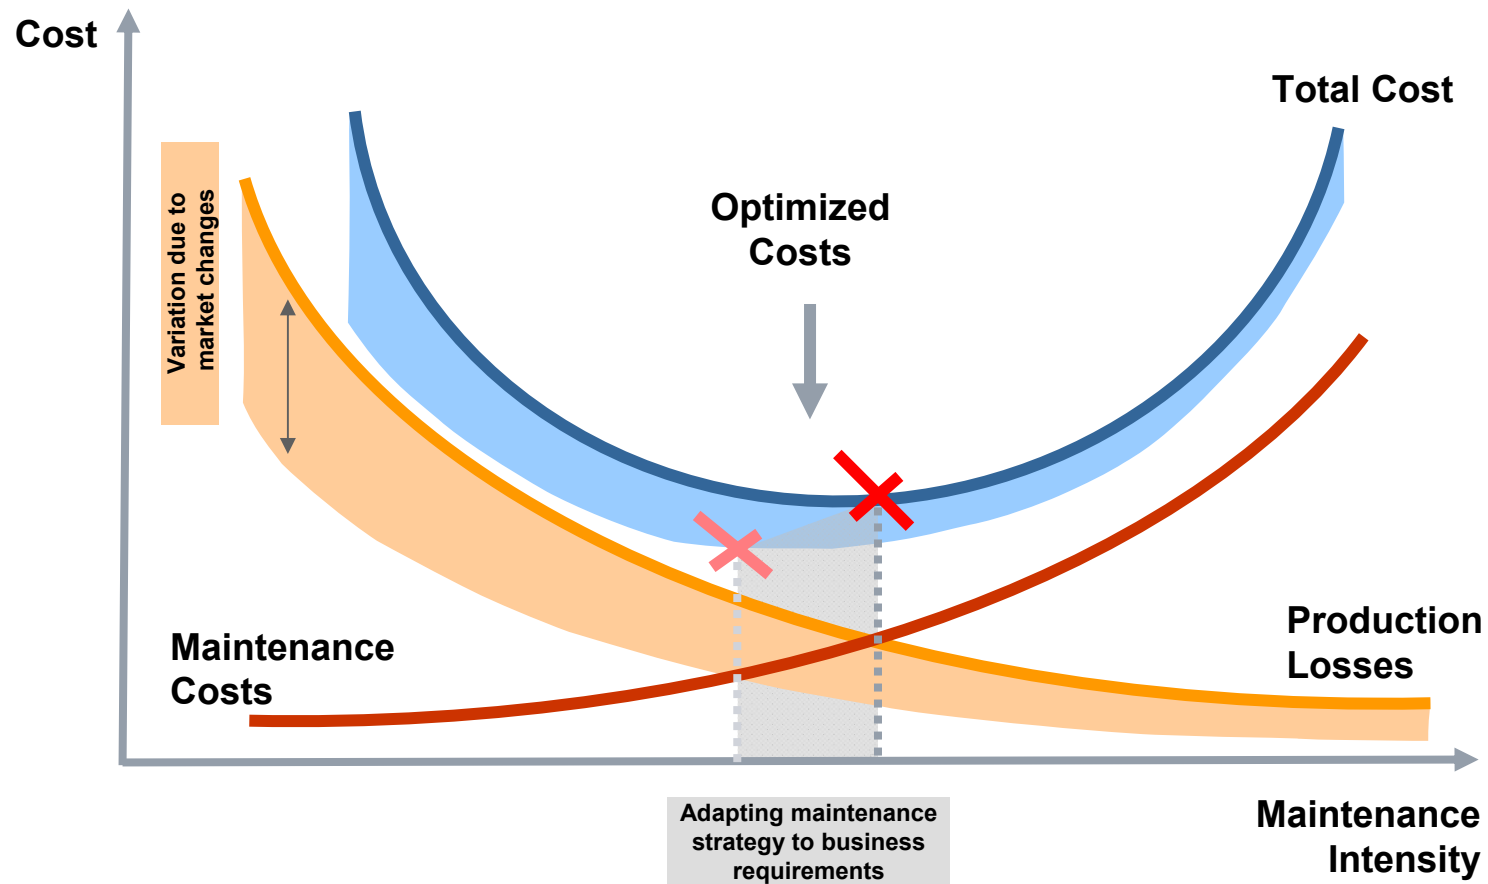 Cost
Total Cost
Variation due to
market changes
Optimized
Costs
Maintenance
Costs
Production
Losses
Adapting maintenance
strategy to business
requirements
Maintenance
Intensity